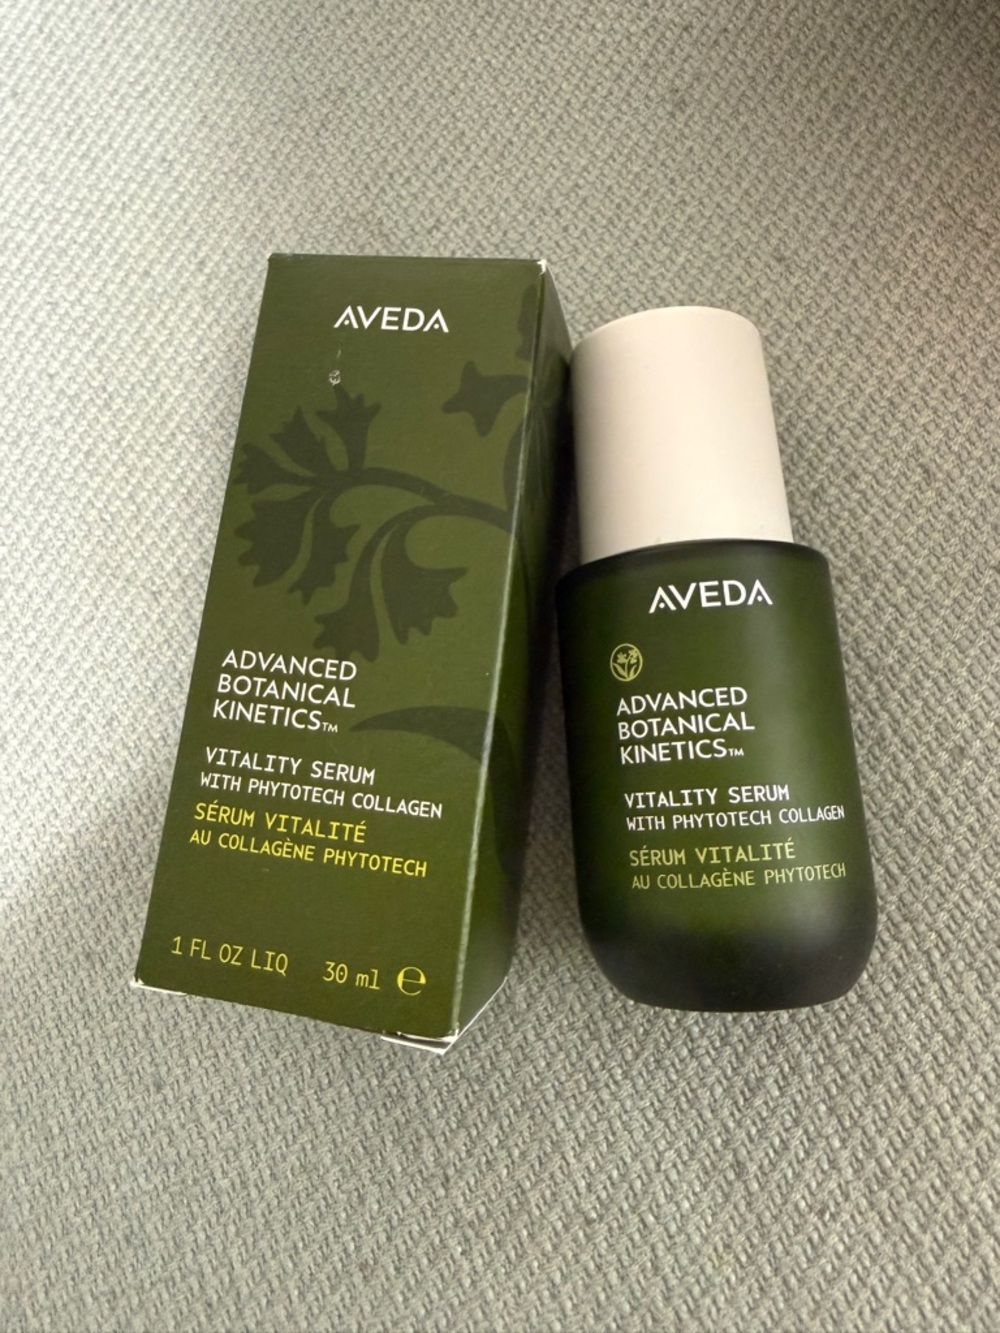 AVEDA
ADVANCED
BOTANICAL
KINETICS™
VITALITY SERUM
WITH PHYTOTECH COLLAGEN
SÉRUM VITALITÉ
AU COLLAGÈNE PHYTOTECH
1 FL OZ LIQ 30 ml ℮
AVEDA
ADVANCED
BOTANICAL
KINETICS™
VITALITY SERUM
WITH PHYTOTECH COLLAGEN
SÉRUM VITALITÉ
AU COLLAGÈNE PHYTOTECH